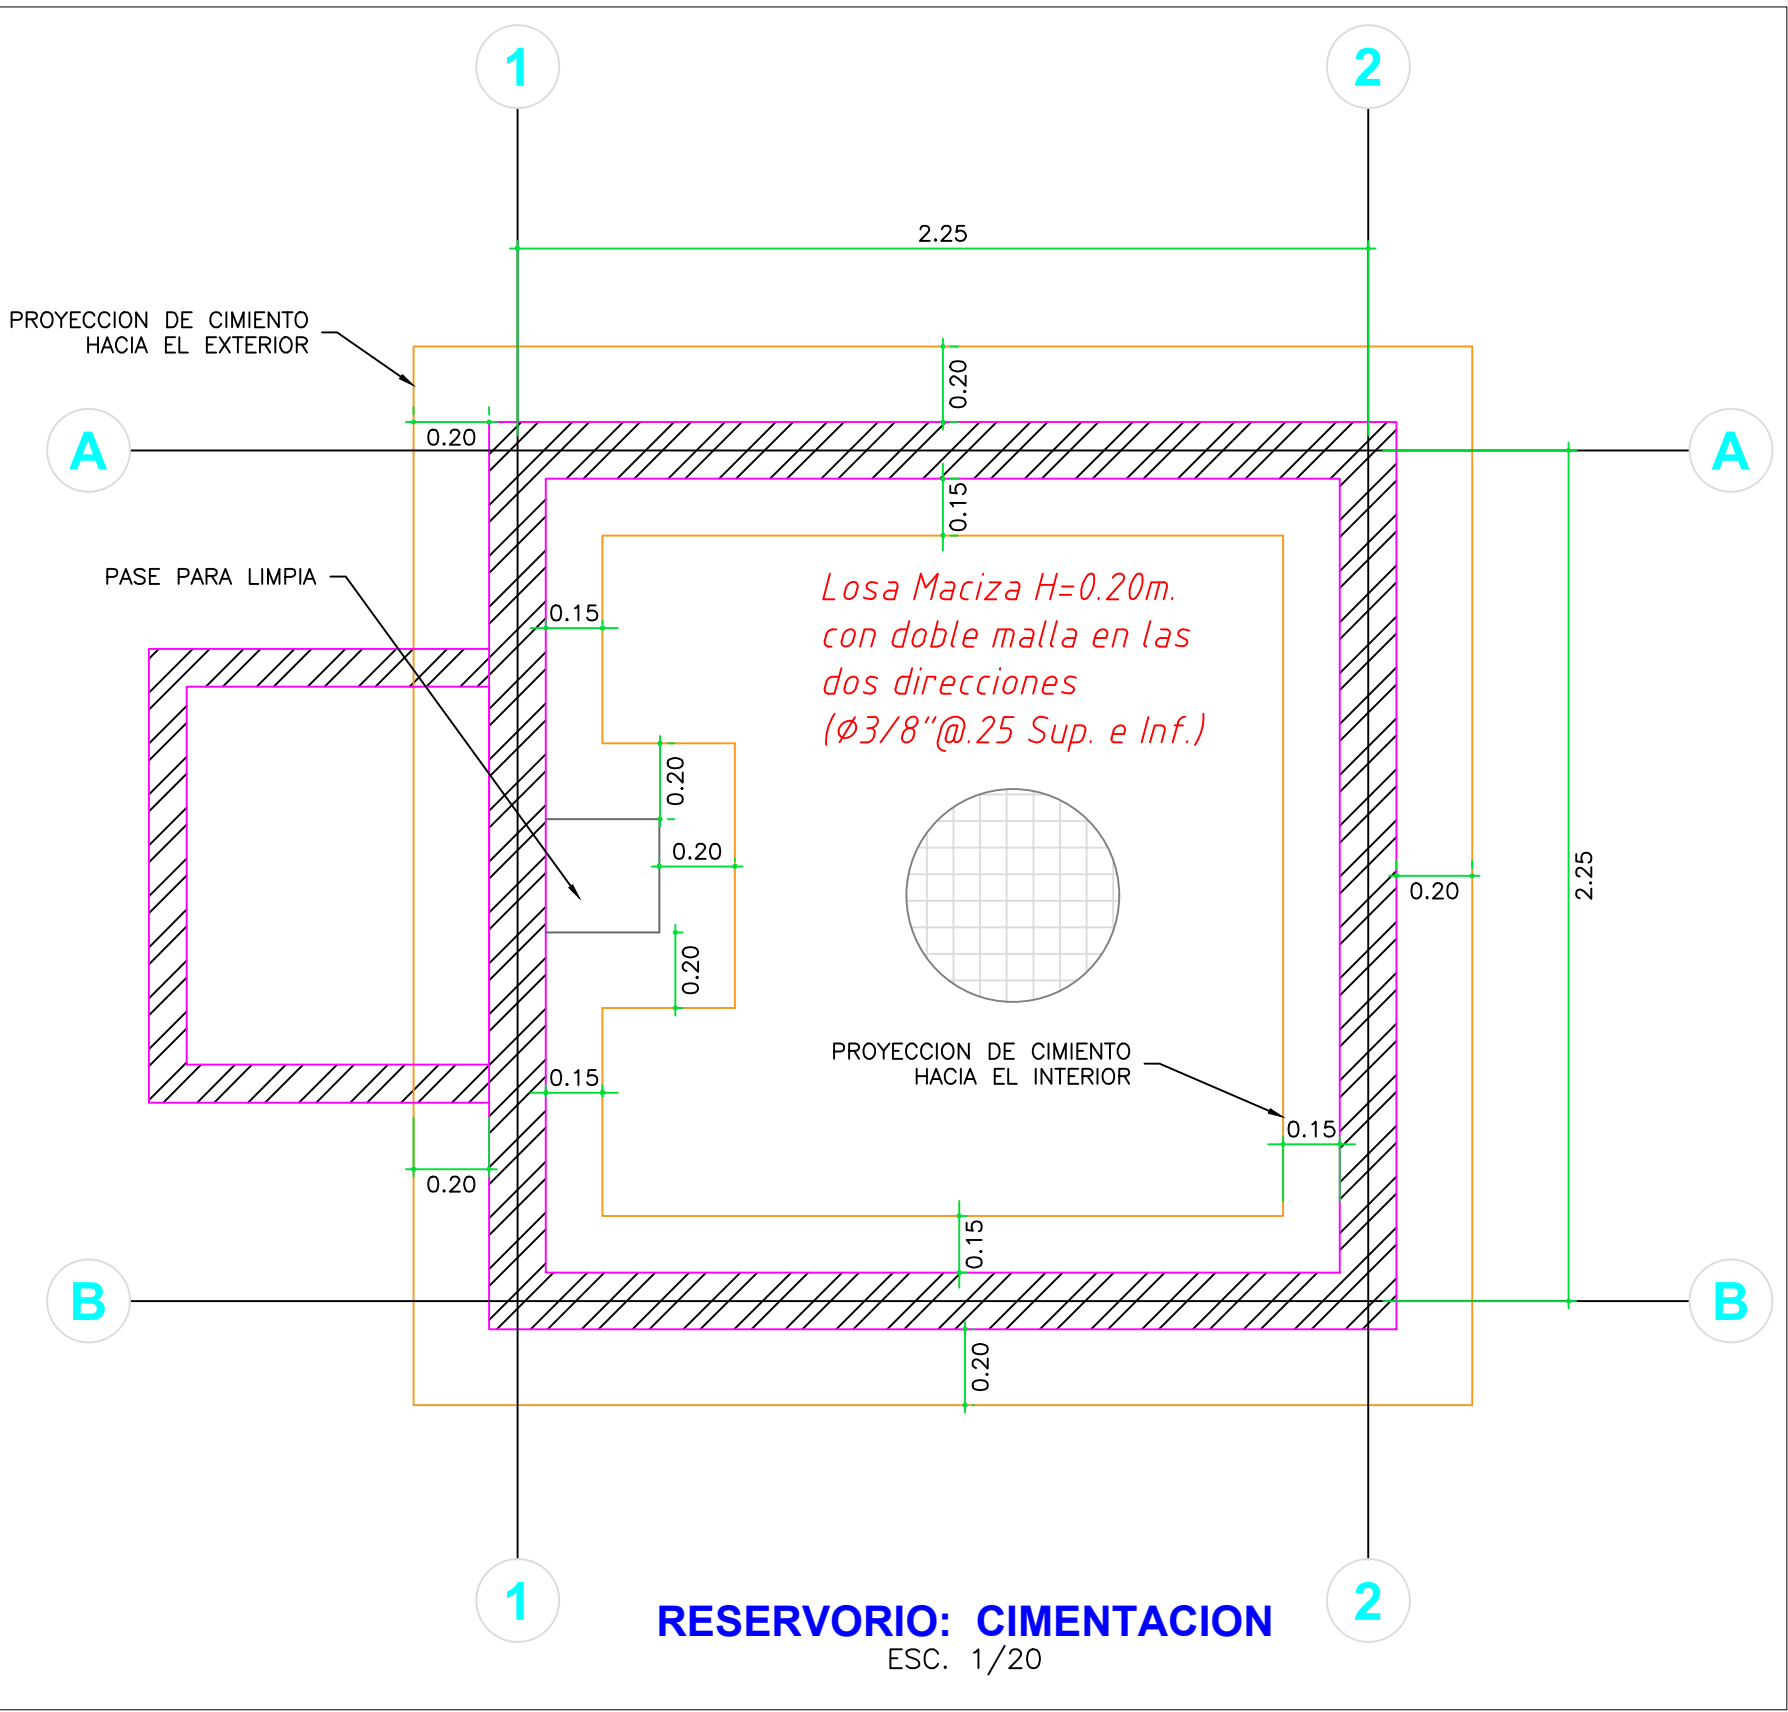 1
2
2.25
PROYECCION DE CIMIENTO
HACIA EL EXTERIOR
0.20
0.20
A
A
0.15
PASE PARA LIMPIA
0.15
Losa Maciza H=0.20m.
con doble malla en las
dos direcciones
(Ø3/8"@.25 Sup. e Inf.)
0.20
0.20
0.20
2.25
0.20
PROYECCION DE CIMIENTO
HACIA EL INTERIOR
0.15
0.15
0.20
0.15
B
B
0.20
1
2
RESERVORIO: CIMENTACION
ESC. 1/20